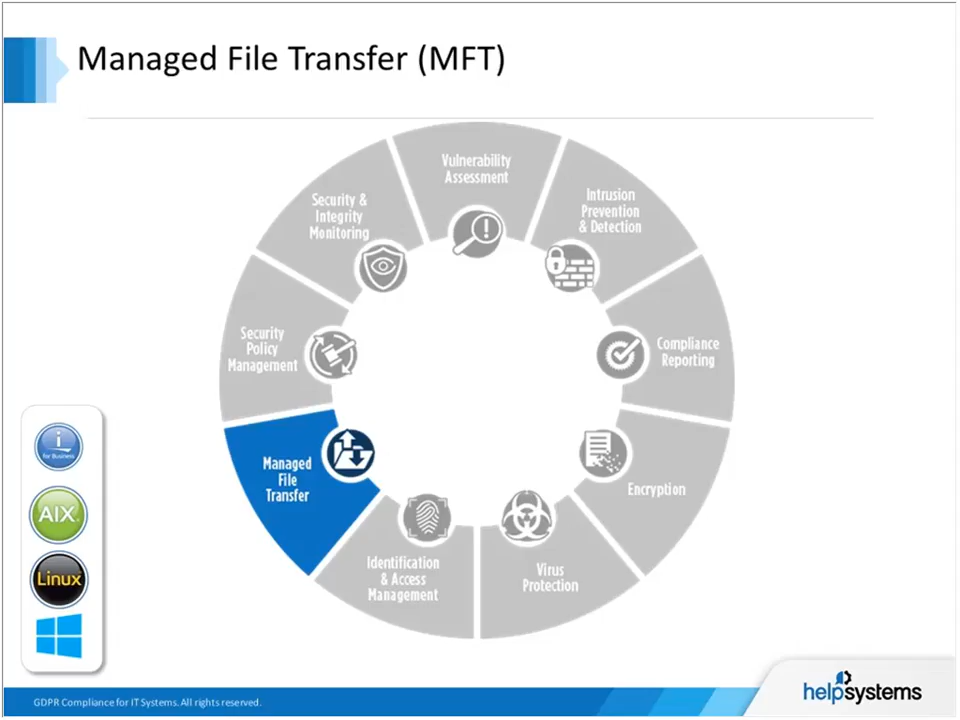 Managed File Transfer (MFT)
Vulnerability
Assessment
Intrusion
Prevention
& Detection
Compliance
Reporting
Encryption
Virus
Protection
Identification
& Access
Management
Managed
File
Transfer
Security
Policy
Management
Security &
Integrity
Monitoring
i
for Business
AIX
Linux
GDPR Compliance for IT Systems. All rights reserved.
helpsystems